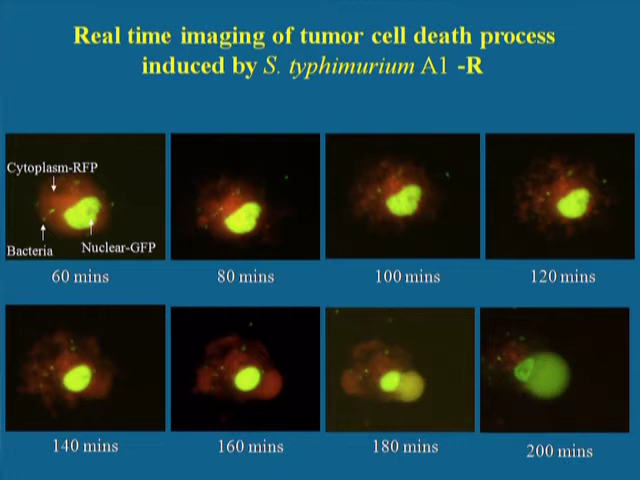 Real time imaging of tumor cell death process
induced by S. typhimurium A1 -R
Cytoplasm-RFP
Bacteria
Nuclear-GFP
60 mins
80 mins
100 mins
120 mins
140 mins
160 mins
180 mins
200 mins